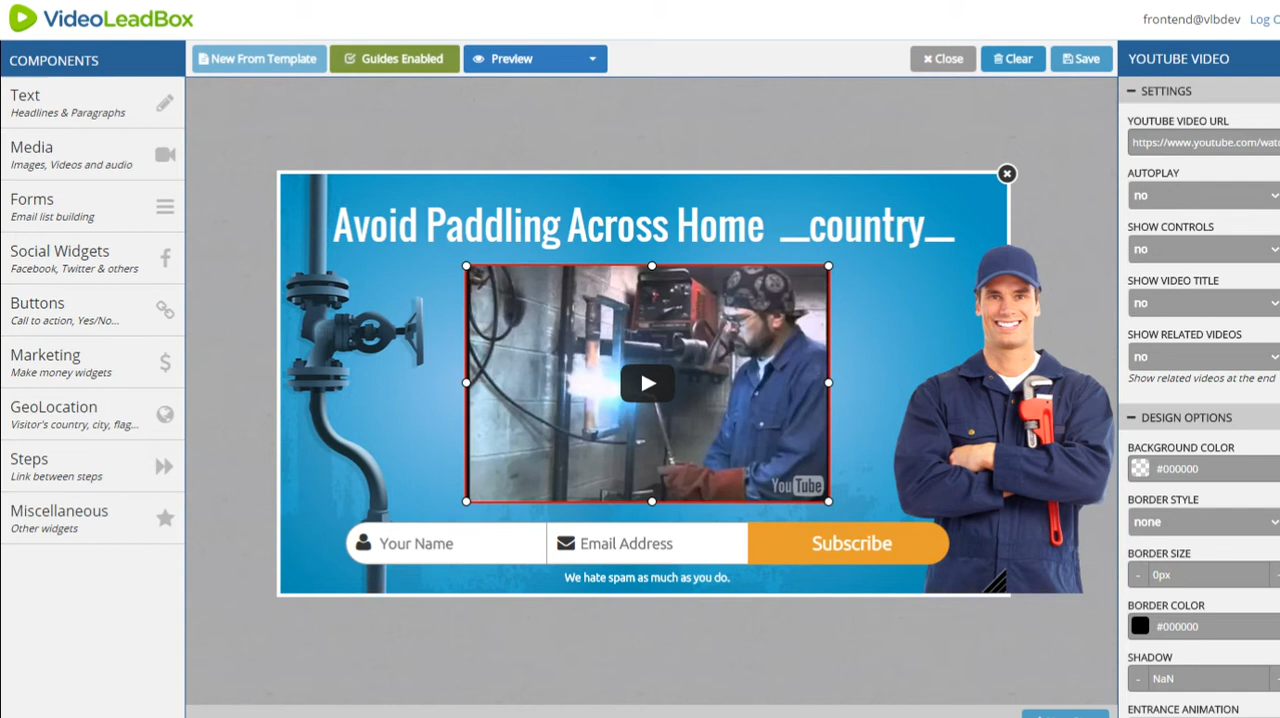 VideoLeadBox
frontend@vlbdev Log
COMPONENTS
New From Template
Guides Enabled
Preview
Close
Clear
Save
YOUTUBE VIDEO
Text
Headlines & Paragraphs
Media
Images, Videos and audio
Forms
Email list building
Social Widgets
Facebook, Twitter & others
Buttons
Call to action, Yes/No...
Marketing
Make money widgets
$
GeoLocation
Visitor's country, city, flag...
Steps
Link between steps
Miscellaneous
Other widgets
Avoid Paddling Across Home __country__
YouTube
Your Name
Email Address
Subscribe
We hate spam as much as you do.
SETTINGS
YOUTUBE VIDEO URL
https://www.youtube.com/watc
AUTOPLAY
no
SHOW CONTROLS
no
SHOW VIDEO TITLE
no
SHOW RELATED VIDEOS
no
Show related videos at the end
DESIGN OPTIONS
BACKGROUND COLOR
#000000
BORDER STYLE
none
BORDER SIZE
- 0px
BORDER COLOR
#000000
SHADOW
- NaN
ENTRANCE ANIMATION